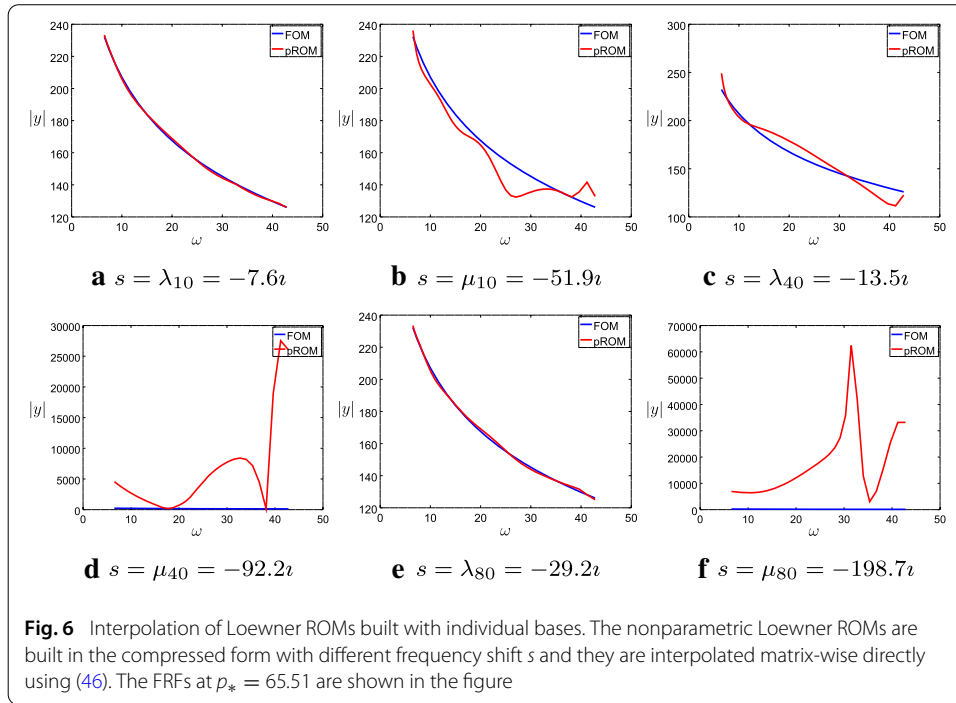 240
220
200
180
160
140
120
|y|
0 10 20 30 40 50
ω
FOM
pROM
a s = λ₁₀ = −7.6ı
240
220
200
180
160
140
120
|y|
0 10 20 30 40 50
ω
FOM
pROM
b s = μ₁₀ = −51.9ı
300
250
200
150
100
|y|
0 10 20 30 40 50
ω
FOM
pROM
c s = λ₄₀ = −13.5ı
30000
25000
20000
15000
10000
5000
0
|y|
0 10 20 30 40 50
ω
FOM
pROM
d s = μ₄₀ = −92.2ı
240
220
200
180
160
140
120
|y|
0 10 20 30 40 50
ω
FOM
pROM
e s = λ₈₀ = −29.2ı
70000
60000
50000
40000
30000
20000
10000
0
|y|
0 10 20 30 40 50
ω
FOM
pROM
f s = μ₈₀ = −198.7ı
Fig. 6 Interpolation of Loewner ROMs built with individual bases. The nonparametric Loewner ROMs are
built in the compressed form with different frequency shift s and they are interpolated matrix-wise directly
using (46). The FRFs at p∗ = 65.51 are shown in the figure